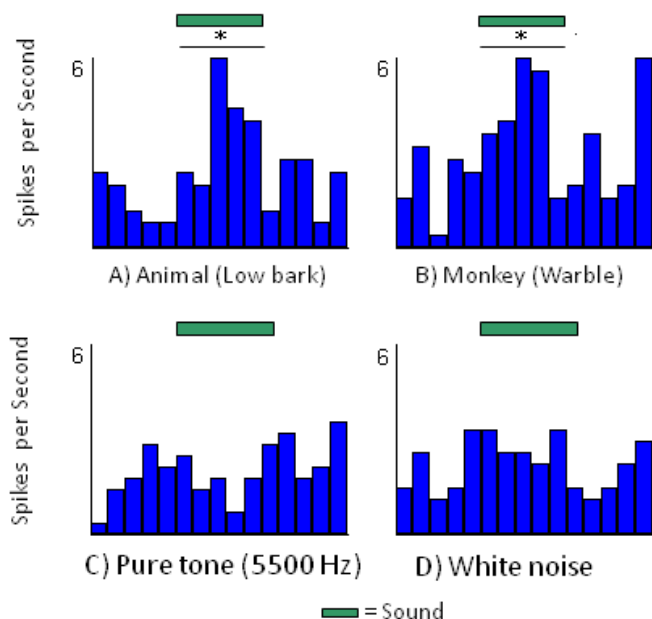 *
*
6
6
Spikes per Second
A) Animal (Low bark)
B) Monkey (Warble)
6
6
Spikes per Second
C) Pure tone (5500 Hz)
D) White noise
= Sound